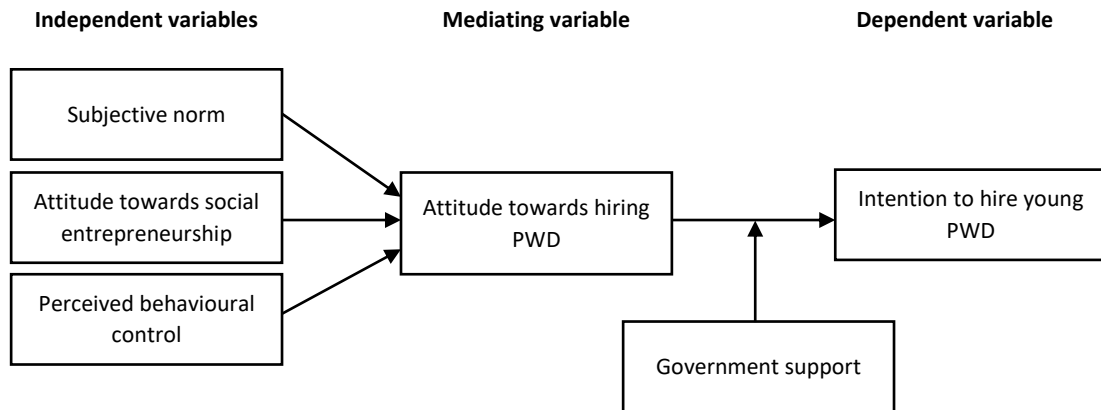 Independent variables
Mediating variable
Dependent variable
Subjective norm
Attitude towards social
entrepreneurship
Perceived behavioural
control
Attitude towards hiring
PWD
Intention to hire young
PWD
Government support